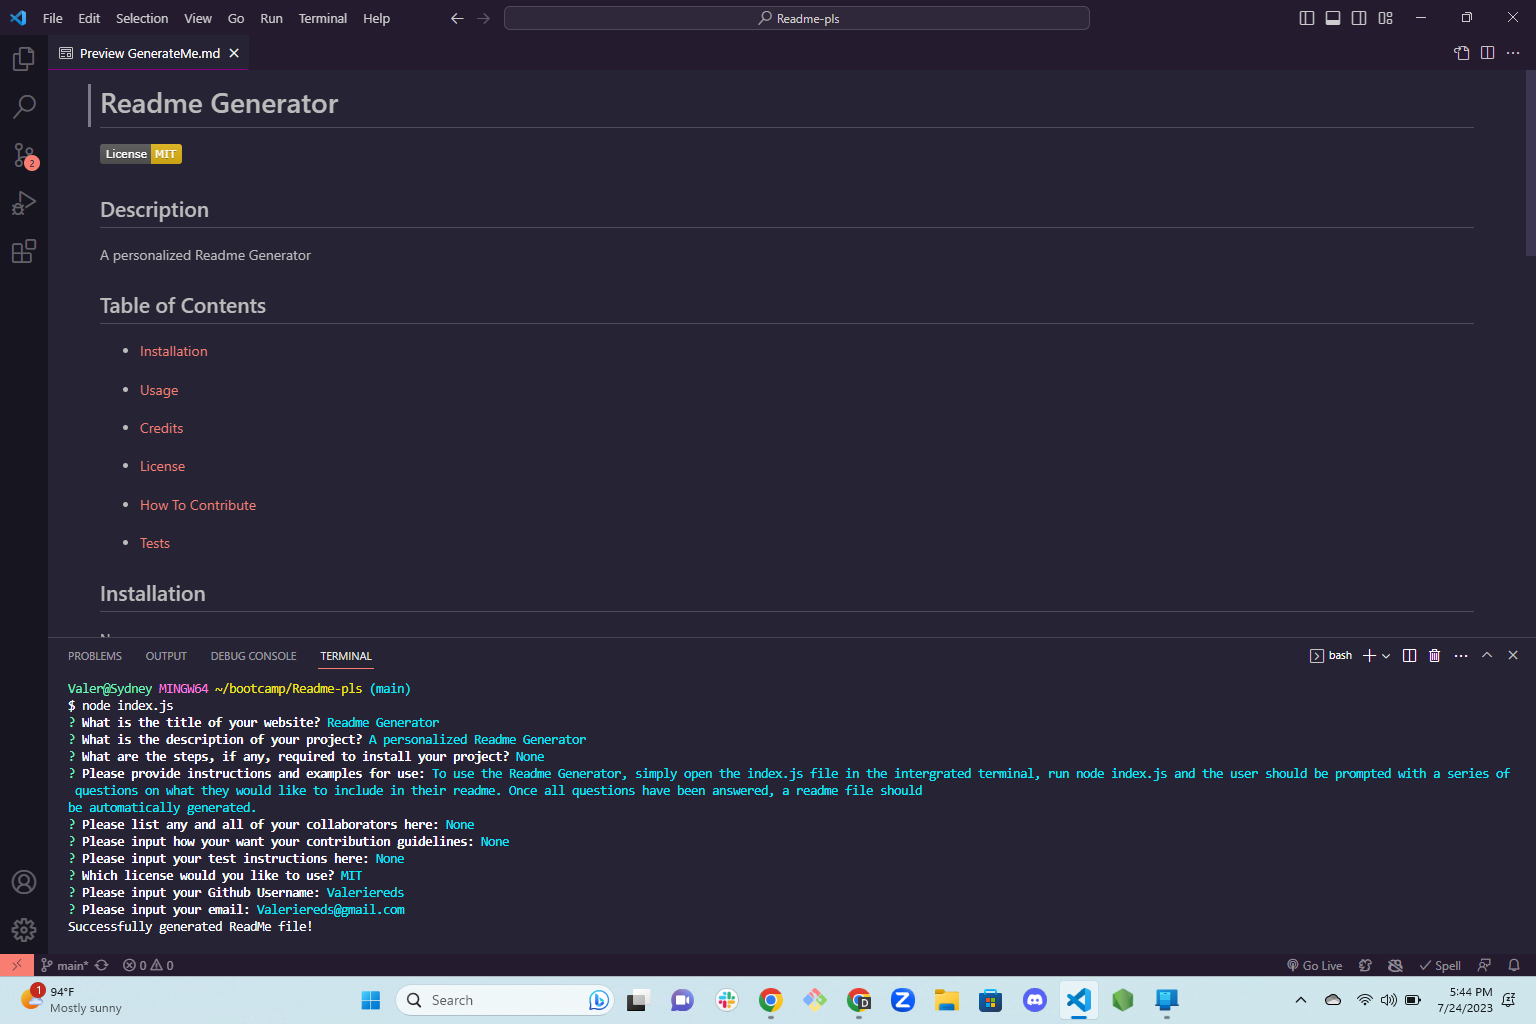 File Edit Selection View Go Run Terminal Help
Readme-pls
Preview GenerateMe.md
Readme Generator
License MIT
Description
A personalized Readme Generator
Table of Contents
Installation
Usage
Credits
License
How To Contribute
Tests
Installation
2
PROBLEMS OUTPUT DEBUG CONSOLE TERMINAL
bash
Valer@Sydney MINGW64 ~/bootcamp/Readme-pls (main)
$ node index.js
? What is the title of your website? Readme Generator
? What is the description of your project? A personalized Readme Generator
? What are the steps, if any, required to install your project? None
? Please provide instructions and examples for use: To use the Readme Generator, simply open the index.js file in the intergrated terminal, run node index.js and the user should be prompted with a series of
questions on what they would like to include in their readme. Once all questions have been answered, a readme file should
be automatically generated.
? Please list any and all of your collaborators here: None
? Please input how your want your contribution guidelines: None
? Please input your test instructions here: None
? Which license would you like to use? MIT
? Please input your Github Username: Valeriereds
? Please input your email: Valeriereds@gmail.com
Successfully generated ReadMe file!
main* 0 0 Go Live Spell
1
94°F
Mostly sunny
Search
D
5:44 PM
7/24/2023